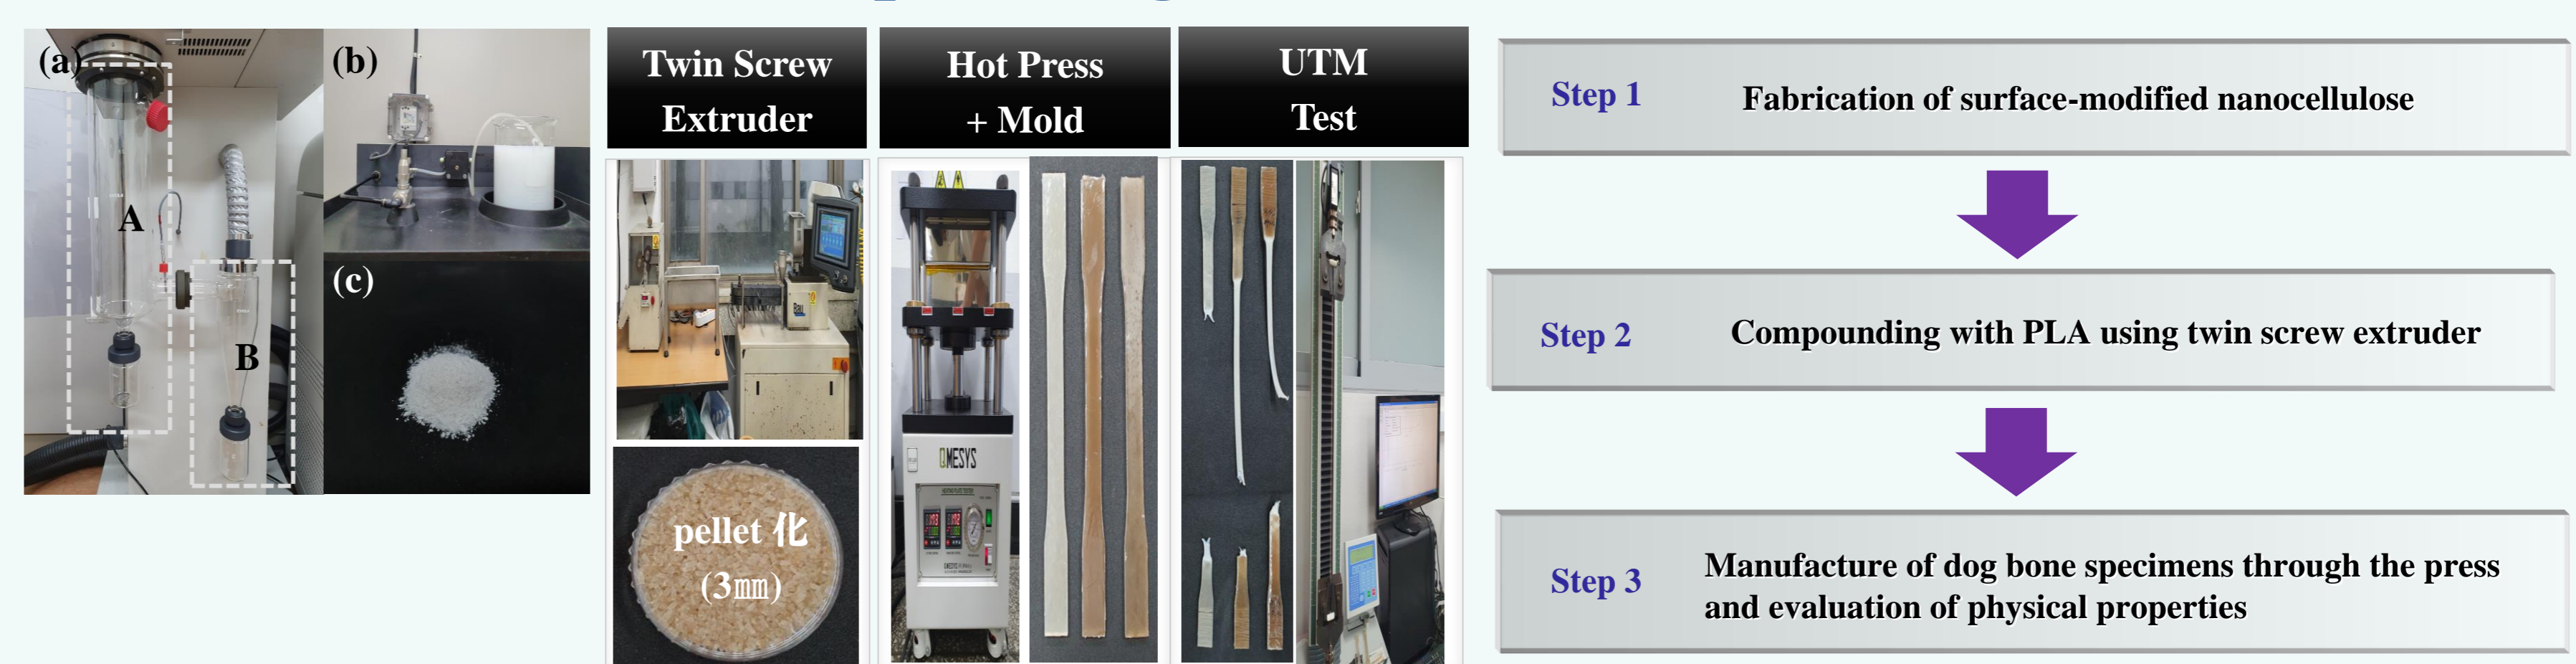 (a)
A
B
(b)
(c)
Twin Screw
Extruder
pellet 化
(3㎜)
Hot Press
+ Mold
QMESYS
UTM
Test
Step 1
Fabrication of surface-modified nanocellulose
Step 2
Compounding with PLA using twin screw extruder
Step 3
Manufacture of dog bone specimens through the press
and evaluation of physical properties